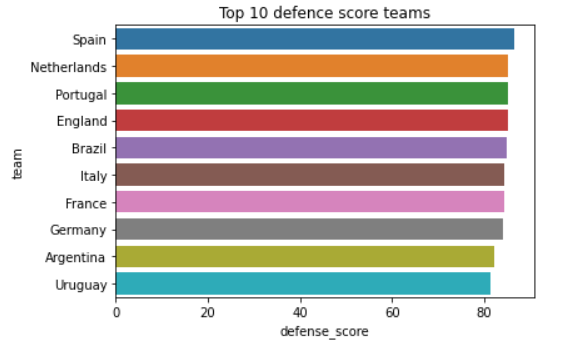 Top 10 defence score teams
team
Spain
Netherlands
Portugal
England
Brazil
Italy
France
Germany
Argentina
Uruguay
0 20 40 60 80
defense_score